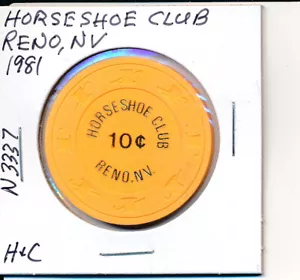 HORSESHOE CLUB
RENO, NV
1981
N3337
HORSESHOE CLUB
10¢
RENO, NV.
H&C